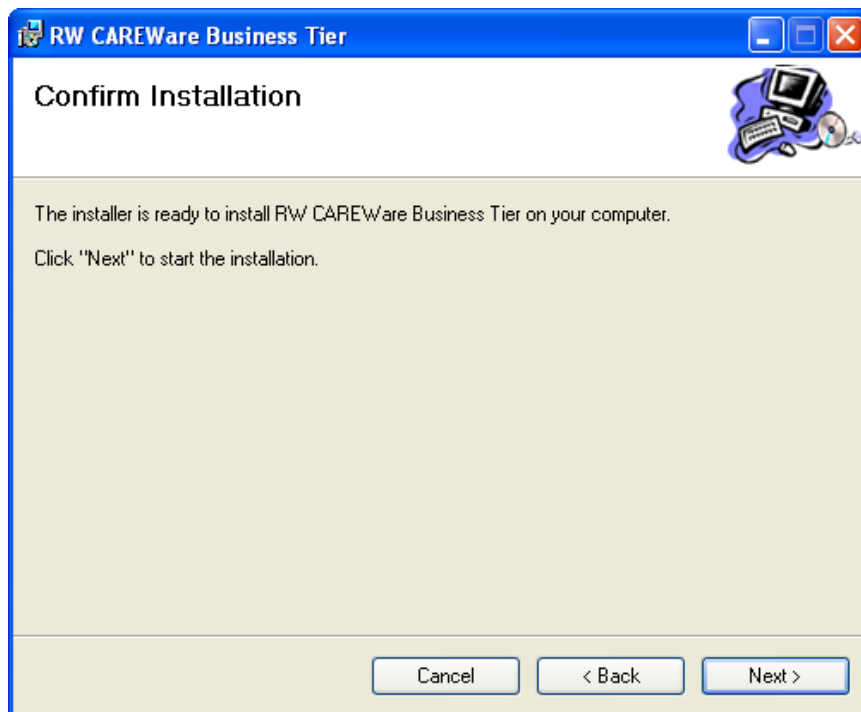 RW CAREWare Business Tier
Confirm Installation
The installer is ready to install RW CAREWare Business Tier on your computer.
Click "Next" to start the installation.
Cancel
< Back
Next >